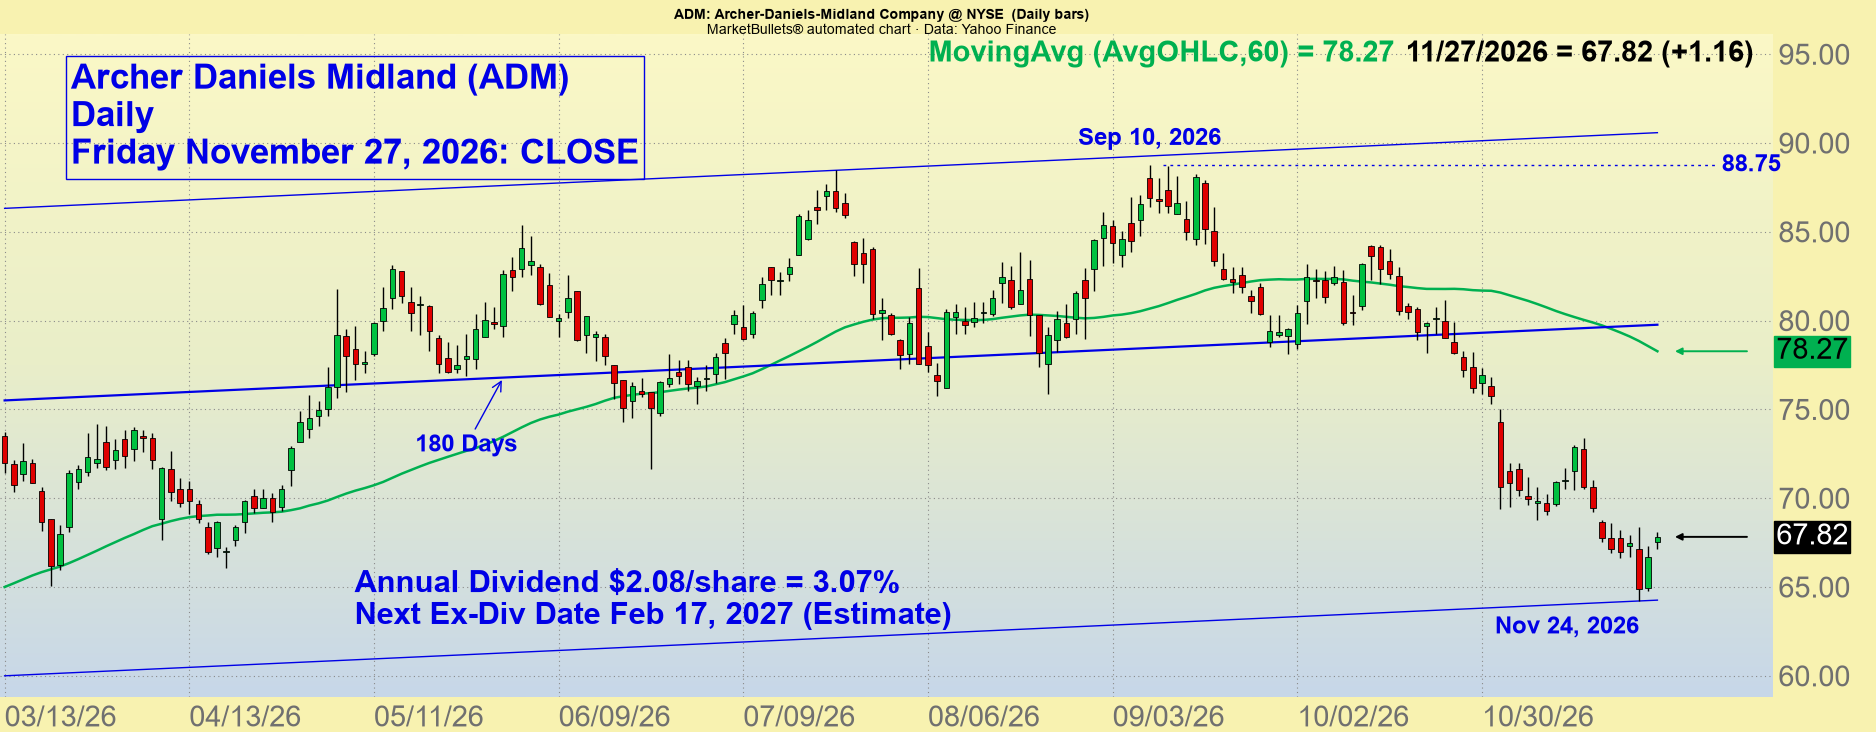 ADM: Archer-Daniels-Midland Company @ NYSE (Daily bars)
MarketBullets® automated chart · Data: Yahoo Finance
MovingAvg (AvgOHLC,60) = 78.27 11/27/2026 = 67.82 (+1.16)
Archer Daniels Midland (ADM)
Daily
Friday November 27, 2026: CLOSE
Sep 10, 2026
88.75
180 Days
Annual Dividend $2.08/share = 3.07%
Next Ex-Div Date Feb 17, 2027 (Estimate)
Nov 24, 2026
95.00
90.00
85.00
80.00
78.27
75.00
70.00
67.82
65.00
60.00
03/13/26 04/13/26 05/11/26 06/09/26 07/09/26 08/06/26 09/03/26 10/02/26 10/30/26